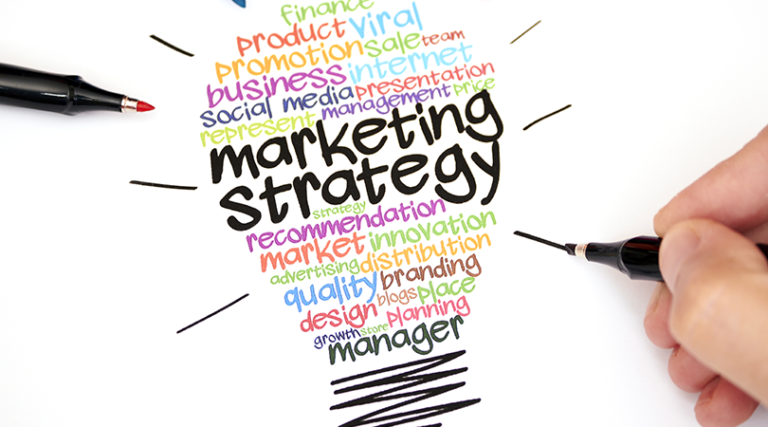 finance
product viral
promotion sale team
business internet
social media presentation
represent management price
marketing
strategy
strategy
recommendation
market innovation
advertising distribution
quality branding
design blogs place
growth store planning
manager